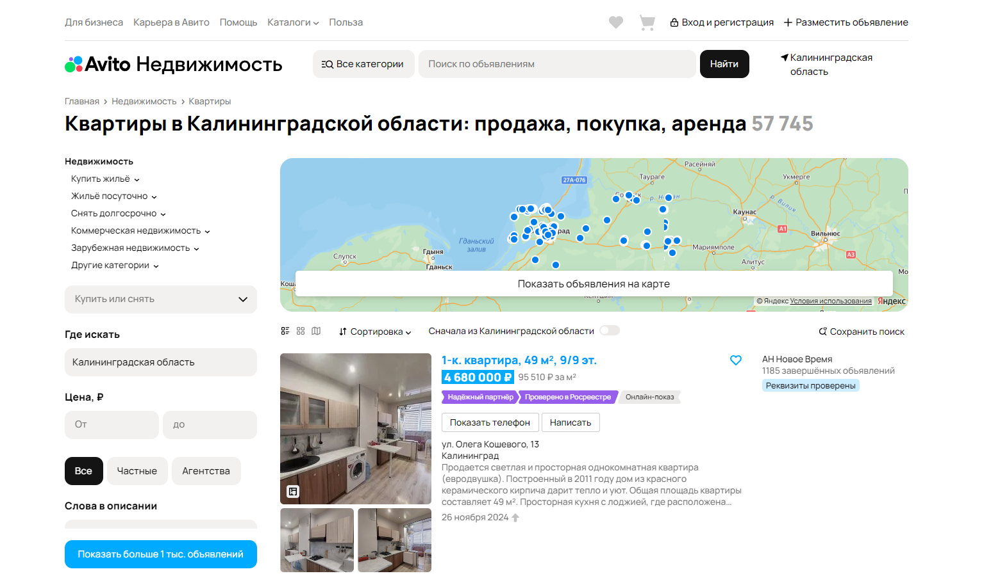 Для бизнеса Карьера в Авито Помощь Каталоги Польза
Вход и регистрация Разместить объявление
Avito Недвижимость
Все категории
Поиск по объявлениям
Найти
Калининградская
область
Главная Недвижимость Квартиры
Квартиры в Калининградской области: продажа, покупка, аренда 57 745
Недвижимость
Купить жильё
Жильё посуточно
Снять долгосрочно
Коммерческая недвижимость
Зарубежная недвижимость
Другие категории
Купить или снять
Где искать
Калининградская область
Цена, ₽
От
до
Все
Частные
Агентства
Слова в описании
Показать больше 1 тыс. объявлений
27A-076
Расейняй
Таураге
Укмерге
р. Вилия
Каунас
A1
Вильнюс
Мариямполе
A3
Алитус
Гданьский
залив
Слупск
Гдыня
Гданьск
Показать объявления на карте
© Яндекс Условия использования Яндекс
Сортировка
Сначала из Калининградской области
Сохранить поиск
1-к. квартира, 49 м², 9/9 эт.
4 680 000 ₽ 95 510 ₽ за м²
Надёжный партнёр Проверено в Росреестре Онлайн-показ
Показать телефон Написать
ул. Олега Кошевого, 13
Калининград
Продается светлая и просторная однокомнатная квартира
(евродвушка). Построенный в 2011 году дом из красного
керамического кирпича дарит тепло и уют. Общая площадь квартиры
составляет 49 м². Просторная кухня с лоджией, где расположена…
26 ноября 2024
АН Новое Время
1185 завершённых объявлений
Реквизиты проверены